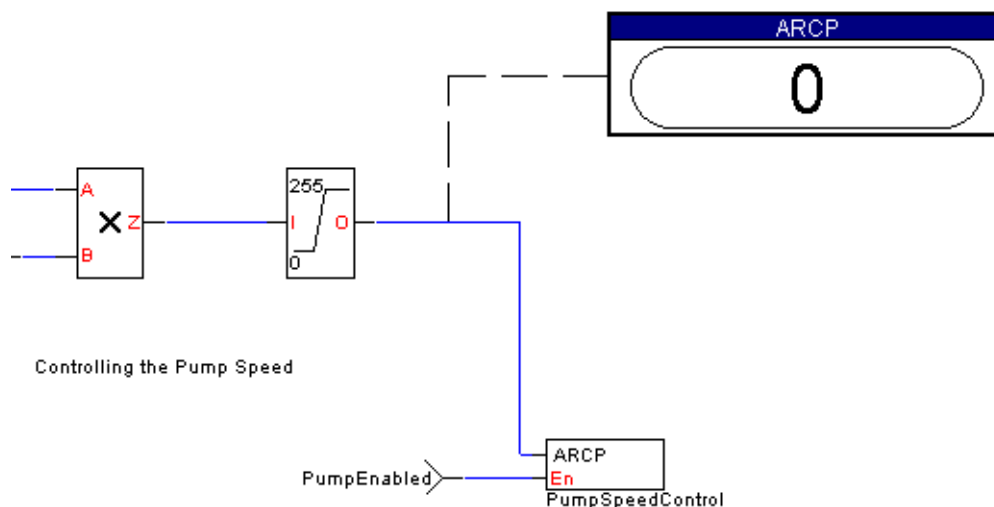 ARCP
0
A
Z
B
255
I
O
0
Controlling the Pump Speed
ARCP
PumpEnabled
En
PumpSpeedControl